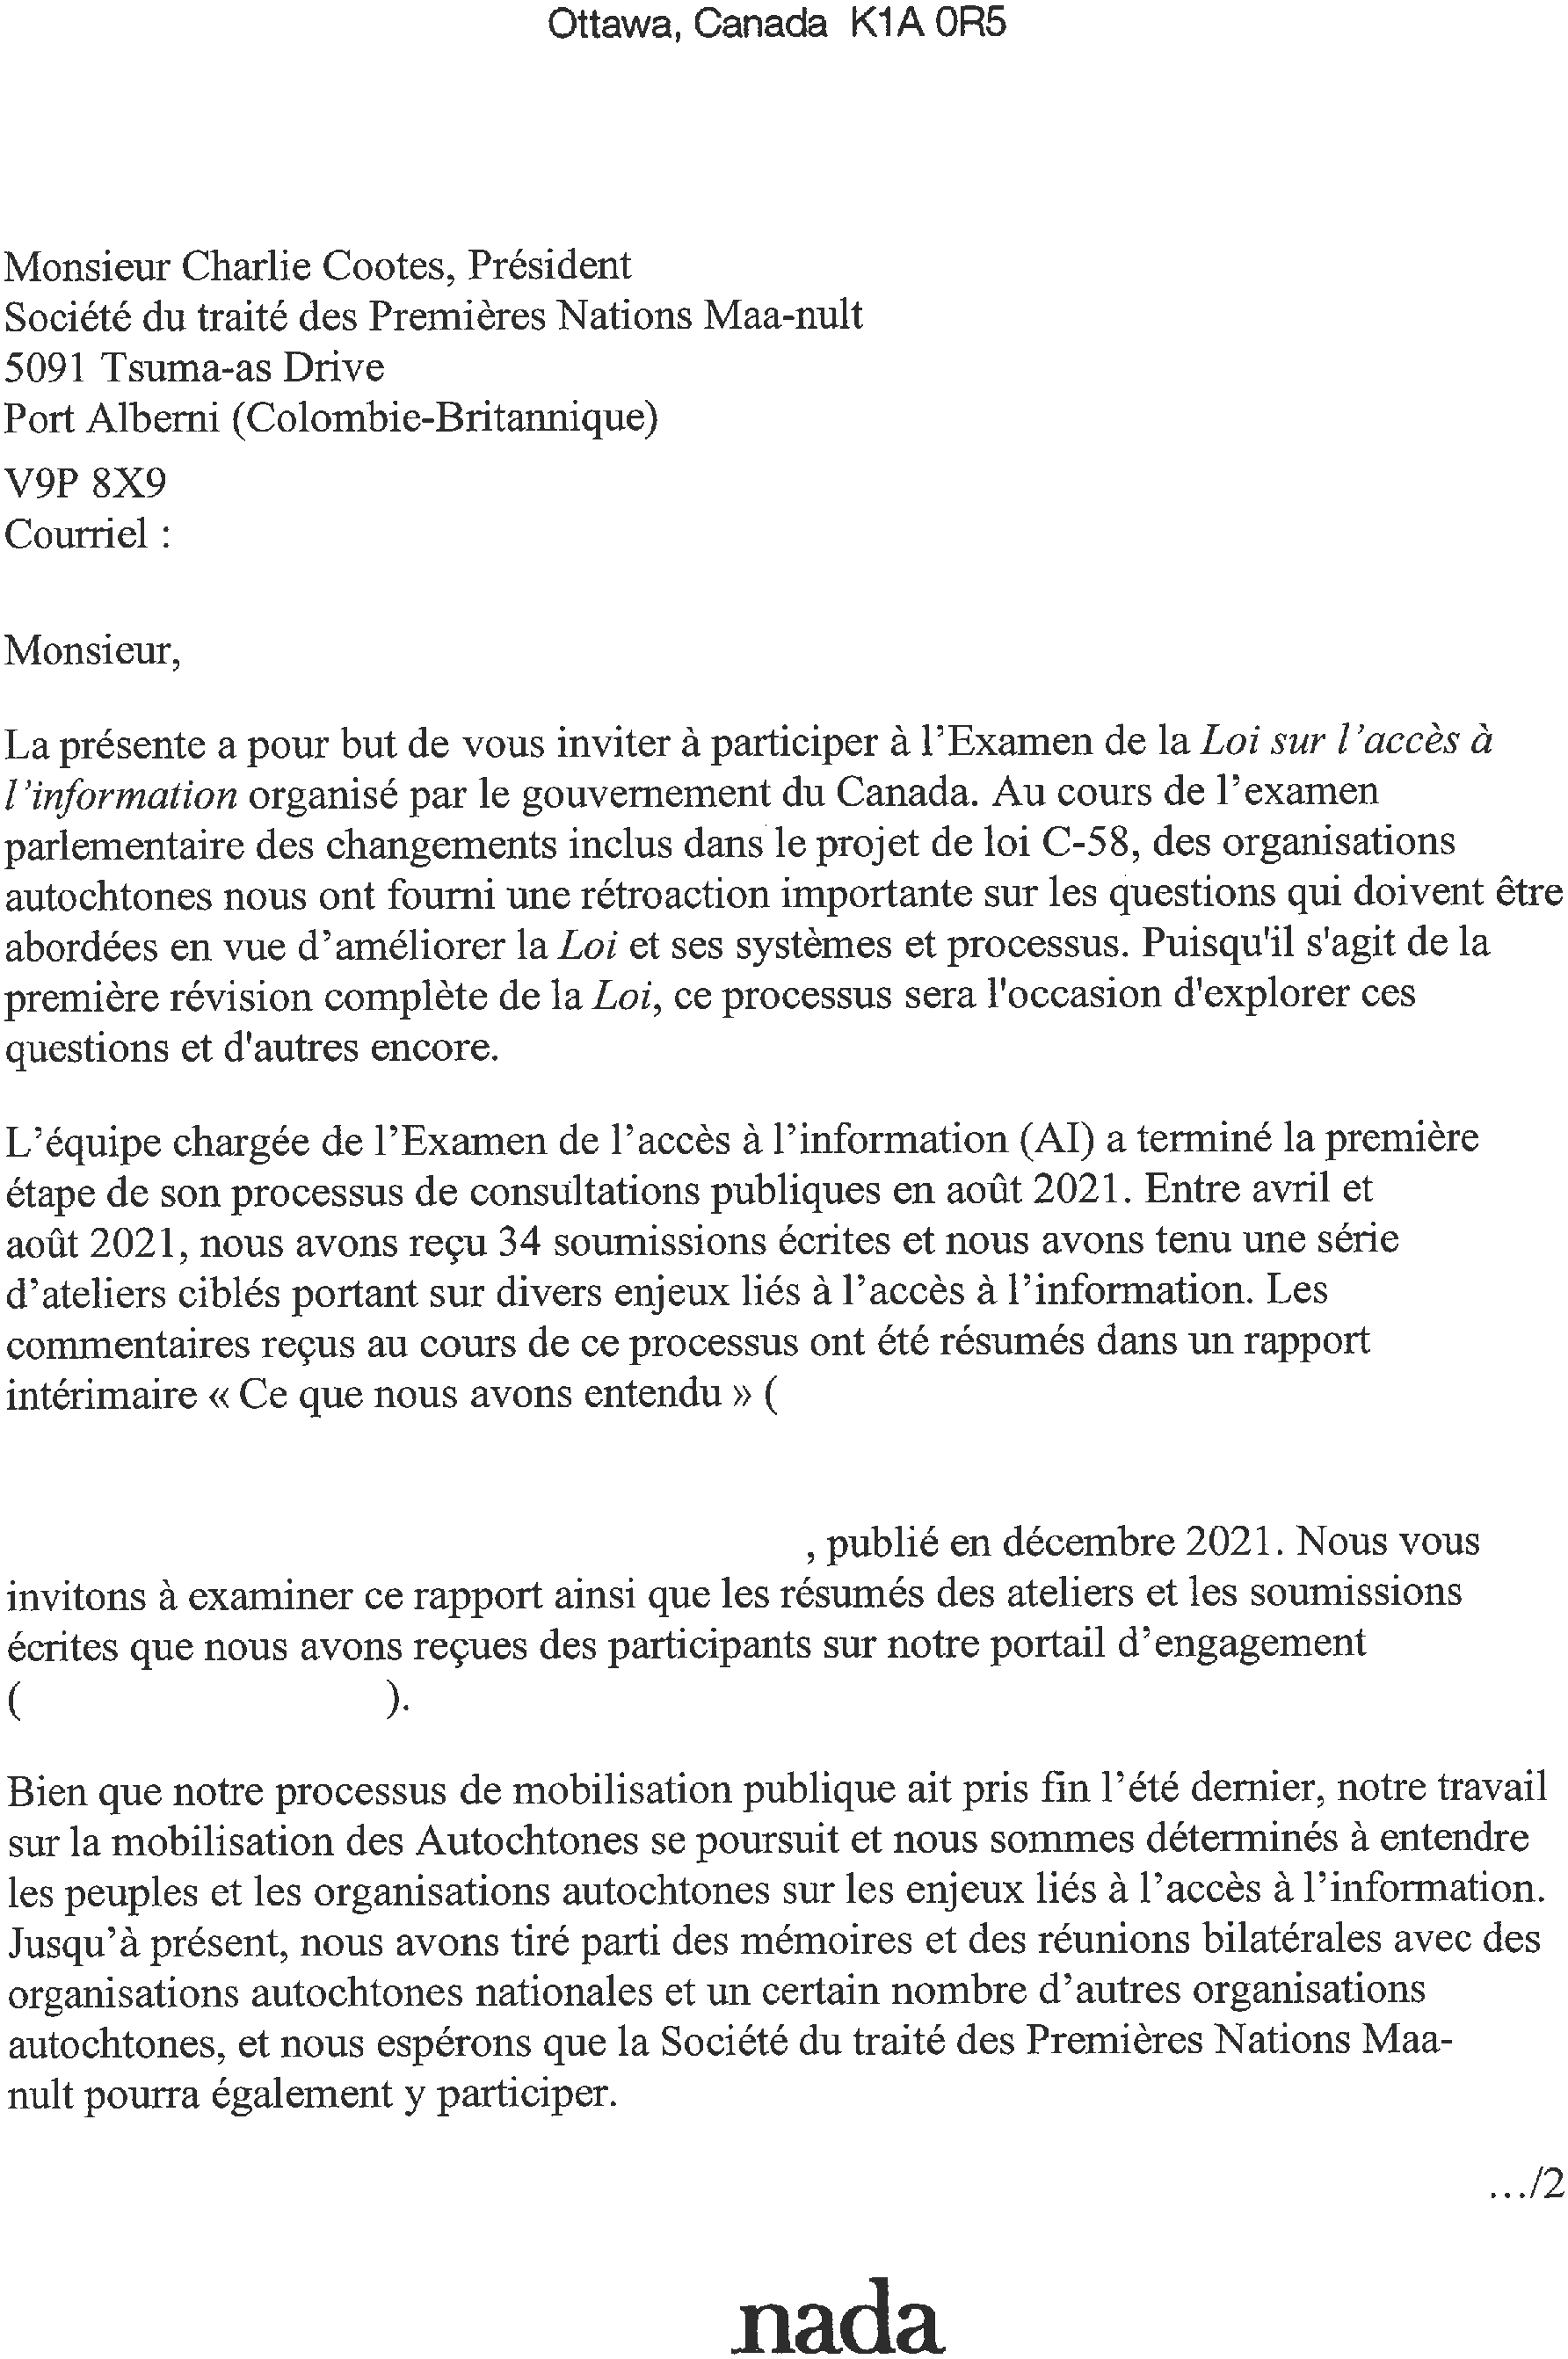 Ottawa, Canada K1A 0R5
Monsieur Charlie Cootes, Président
Société du traité des Premières Nations Maa-nult
5091 Tsuma-as Drive
Port Alberni (Colombie-Britannique)
V9P 8X9
Courriel :
Monsieur,
La présente a pour but de vous inviter à participer à l’Examen de la Loi sur l’accès à
l’information organisé par le gouvernement du Canada. Au cours de l’examen
parlementaire des changements inclus dans le projet de loi C-58, des organisations
autochtones nous ont fourni une rétroaction importante sur les questions qui doivent être
abordées en vue d’améliorer la Loi et ses systèmes et processus. Puisqu'il s'agit de la
première révision complète de la Loi, ce processus sera l'occasion d'explorer ces
questions et d'autres encore.
L’équipe chargée de l’Examen de l’accès à l’information (AI) a terminé la première
étape de son processus de consultations publiques en août 2021. Entre avril et
août 2021, nous avons reçu 34 soumissions écrites et nous avons tenu une série
d’ateliers ciblés portant sur divers enjeux liés à l’accès à l’information. Les
commentaires reçus au cours de ce processus ont été résumés dans un rapport
intérimaire « Ce que nous avons entendu » (
, publié en décembre 2021. Nous vous
invitons à examiner ce rapport ainsi que les résumés des ateliers et les soumissions
écrites que nous avons reçues des participants sur notre portail d’engagement
( ).
Bien que notre processus de mobilisation publique ait pris fin l’été dernier, notre travail
sur la mobilisation des Autochtones se poursuit et nous sommes déterminés à entendre
les peuples et les organisations autochtones sur les enjeux liés à l’accès à l’information.
Jusqu’à présent, nous avons tiré parti des mémoires et des réunions bilatérales avec des
organisations autochtones nationales et un certain nombre d’autres organisations
autochtones, et nous espérons que la Société du traité des Premières Nations Maa-
nult pourra également y participer.
…/2
nada